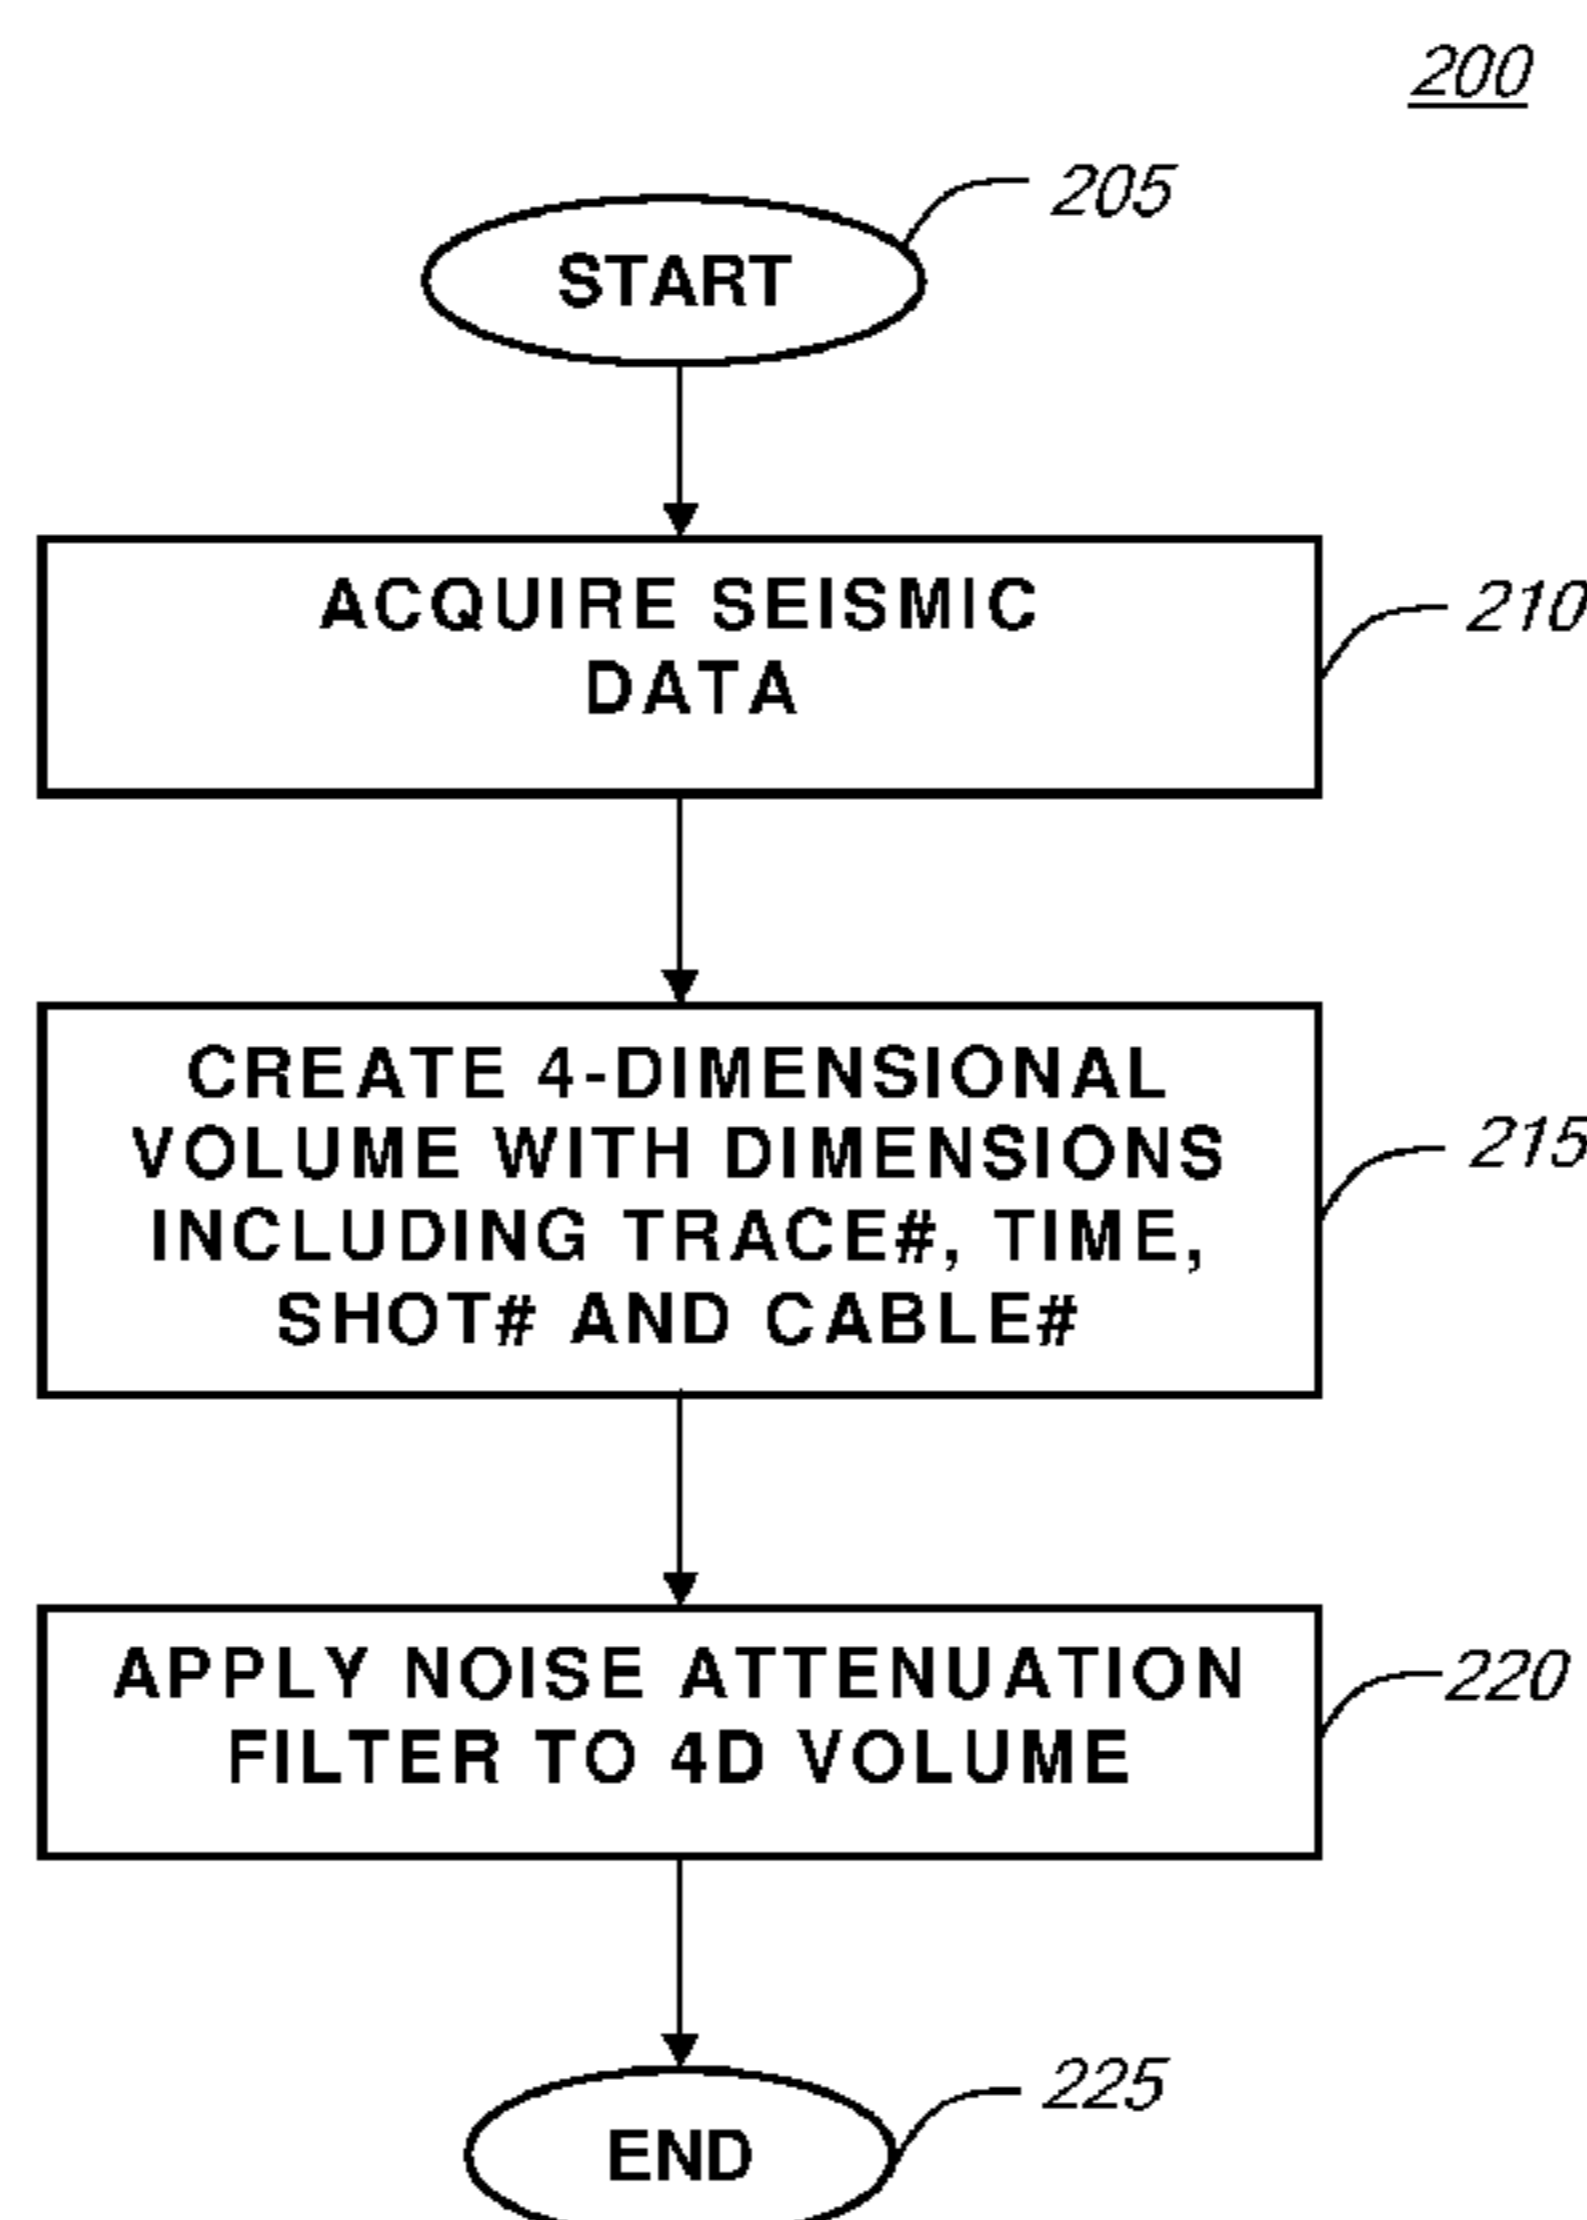 200
205
START
ACQUIRE SEISMIC
DATA
210
CREATE 4-DIMENSIONAL
VOLUME WITH DIMENSIONS
INCLUDING TRACE#, TIME,
SHOT# AND CABLE#
215
APPLY NOISE ATTENUATION
FILTER TO 4D VOLUME
220
225
END